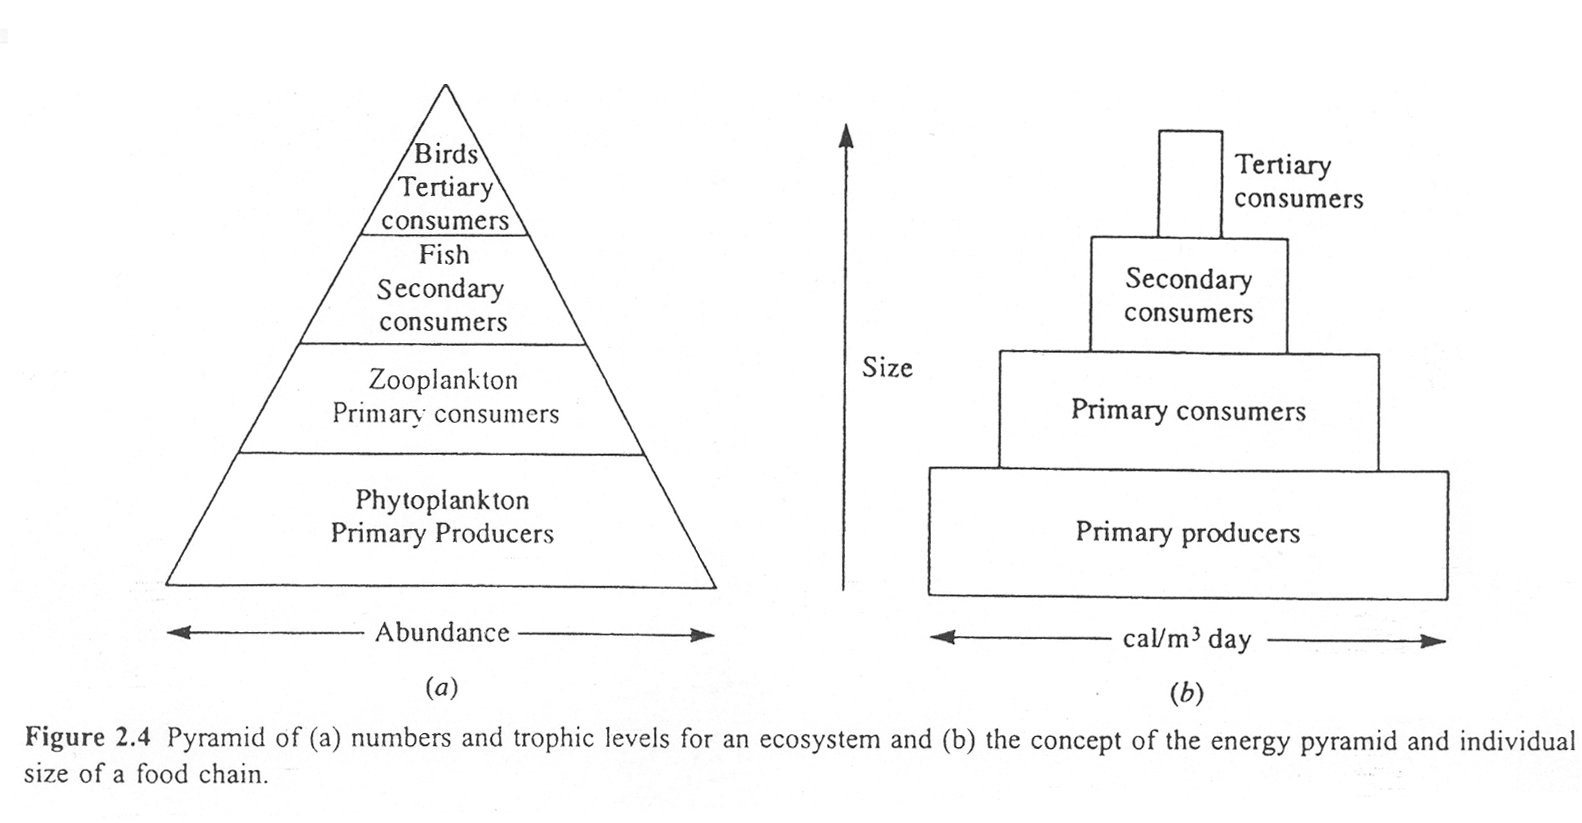 Birds
Tertiary
consumers
Fish
Secondary
consumers
Zooplankton
Primary consumers
Phytoplankton
Primary Producers
Abundance
(a)
Size
Tertiary
consumers
Secondary
consumers
Primary consumers
Primary producers
cal/m³ day
(b)
Figure 2.4 Pyramid of (a) numbers and trophic levels for an ecosystem and (b) the concept of the energy pyramid and individual
size of a food chain.